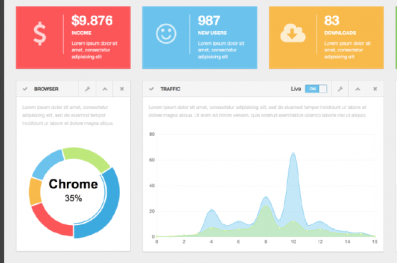 $9.876
INCOME
Lorem ipsum dolor sit
amet, consectetur
adipisicing elit
987
NEW USERS
Lorem ipsum dolor sit
amet, consectetur
adipisicing elit
83
DOWNLOADS
Lorem ipsum dolor sit
amet, consectetur
adipisicing elit
BROWSER
Lorem ipsum dolor sit amet, consectetur
adipisicing elit, sed do eiusmod tempor
incididunt ut labore et dolore magna aliqua.
Chrome
35%
TRAFFIC
Live
ON
Lorem ipsum dolor sit amet, consectetur adipisicing elit, sed do eiusmod tempor incididunt ut labore et dolore magna
aliqua. Ut enim ad minim veniam, quis nostrud exercitation ullamco laboris nisi ut aliquip.
80
60
40
20
0
0 2 4 6 8 10 12 14 16